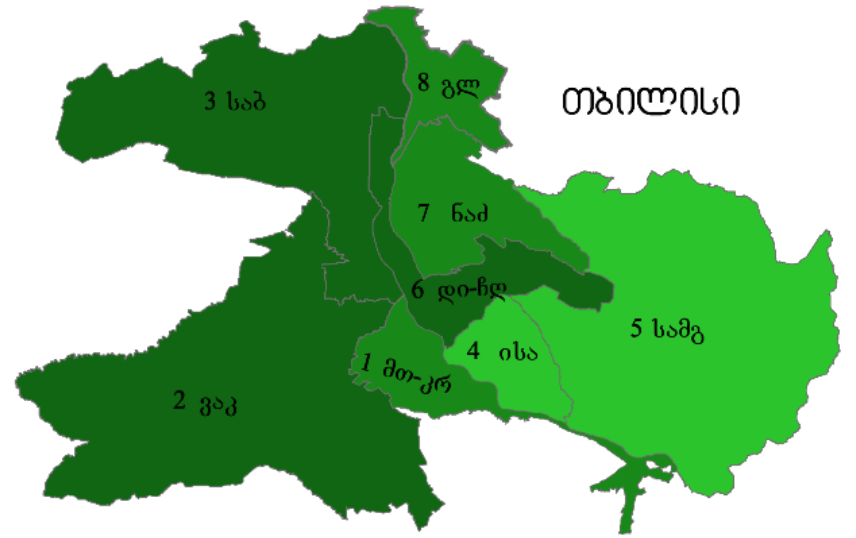 8 გლ
3 საბ
თბილისი
7 ნაძ
6 დი-ჩღ
5 სამგ
4 ისა
1 მთ-კრ
2 ვაკ